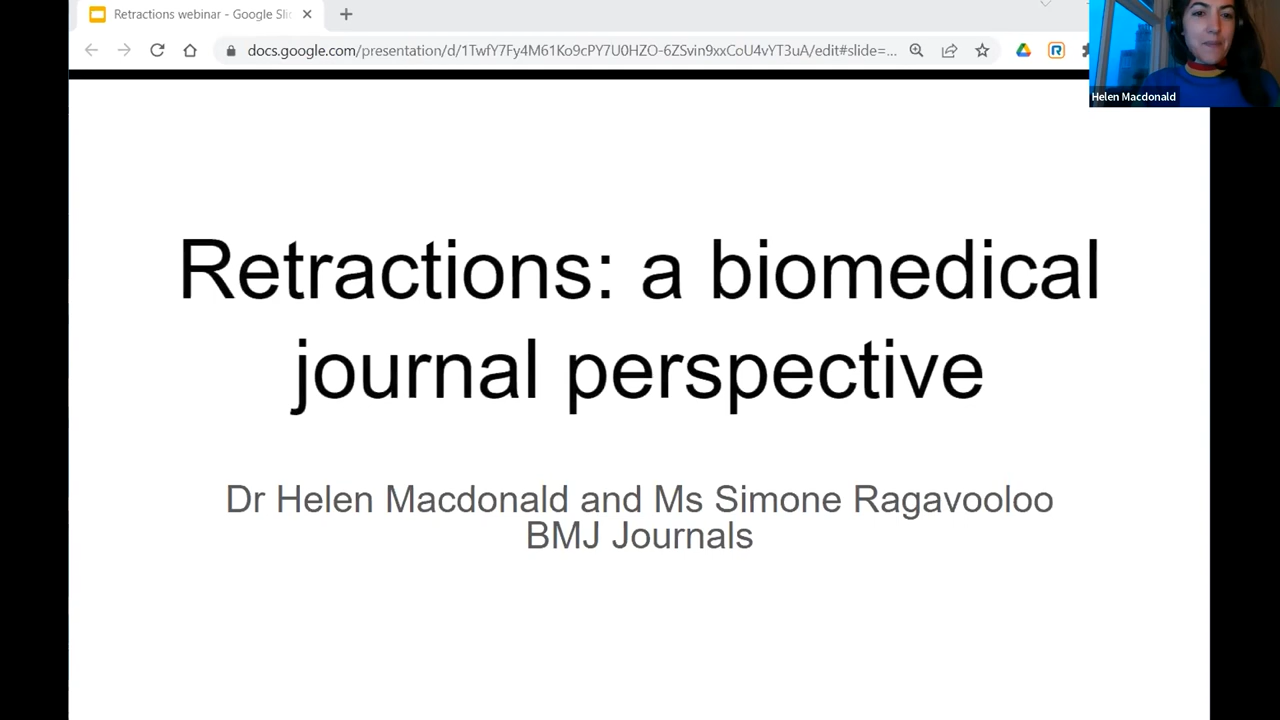 Retractions webinar - Google Sli
docs.google.com/presentation/d/1TwfY7Fy4M61Ko9cPY7U0HZO-6ZSvin9xxCoU4vYT3uA/edit#slide=...
Helen Macdonald
Retractions: a biomedical
journal perspective
Dr Helen Macdonald and Ms Simone Ragavooloo
BMJ Journals